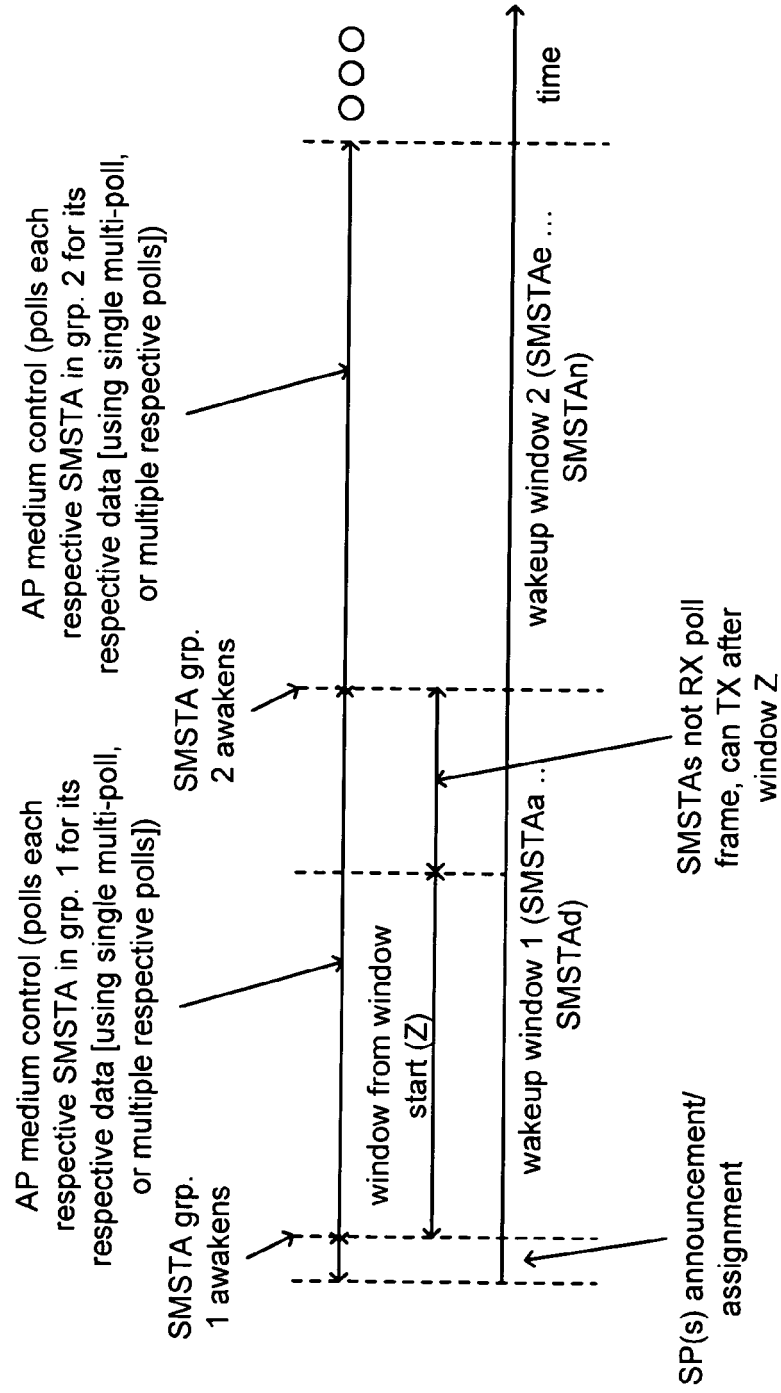 AP medium control (polls each
respective SMSTA in grp. 1 for its
respective data [using single multi-poll,
or multiple respective polls])
AP medium control (polls each
respective SMSTA in grp. 2 for its
respective data [using single multi-poll,
or multiple respective polls])
SMSTA grp.
1 awakens
SMSTA grp.
2 awakens
window from window
start (Z)
wakeup window 1 (SMSTAa ...
SMSTAd)
wakeup window 2 (SMSTAe ...
SMSTAn)
time
SP(s) announcement/
assignment
SMSTAs not RX poll
frame, can TX after
window Z